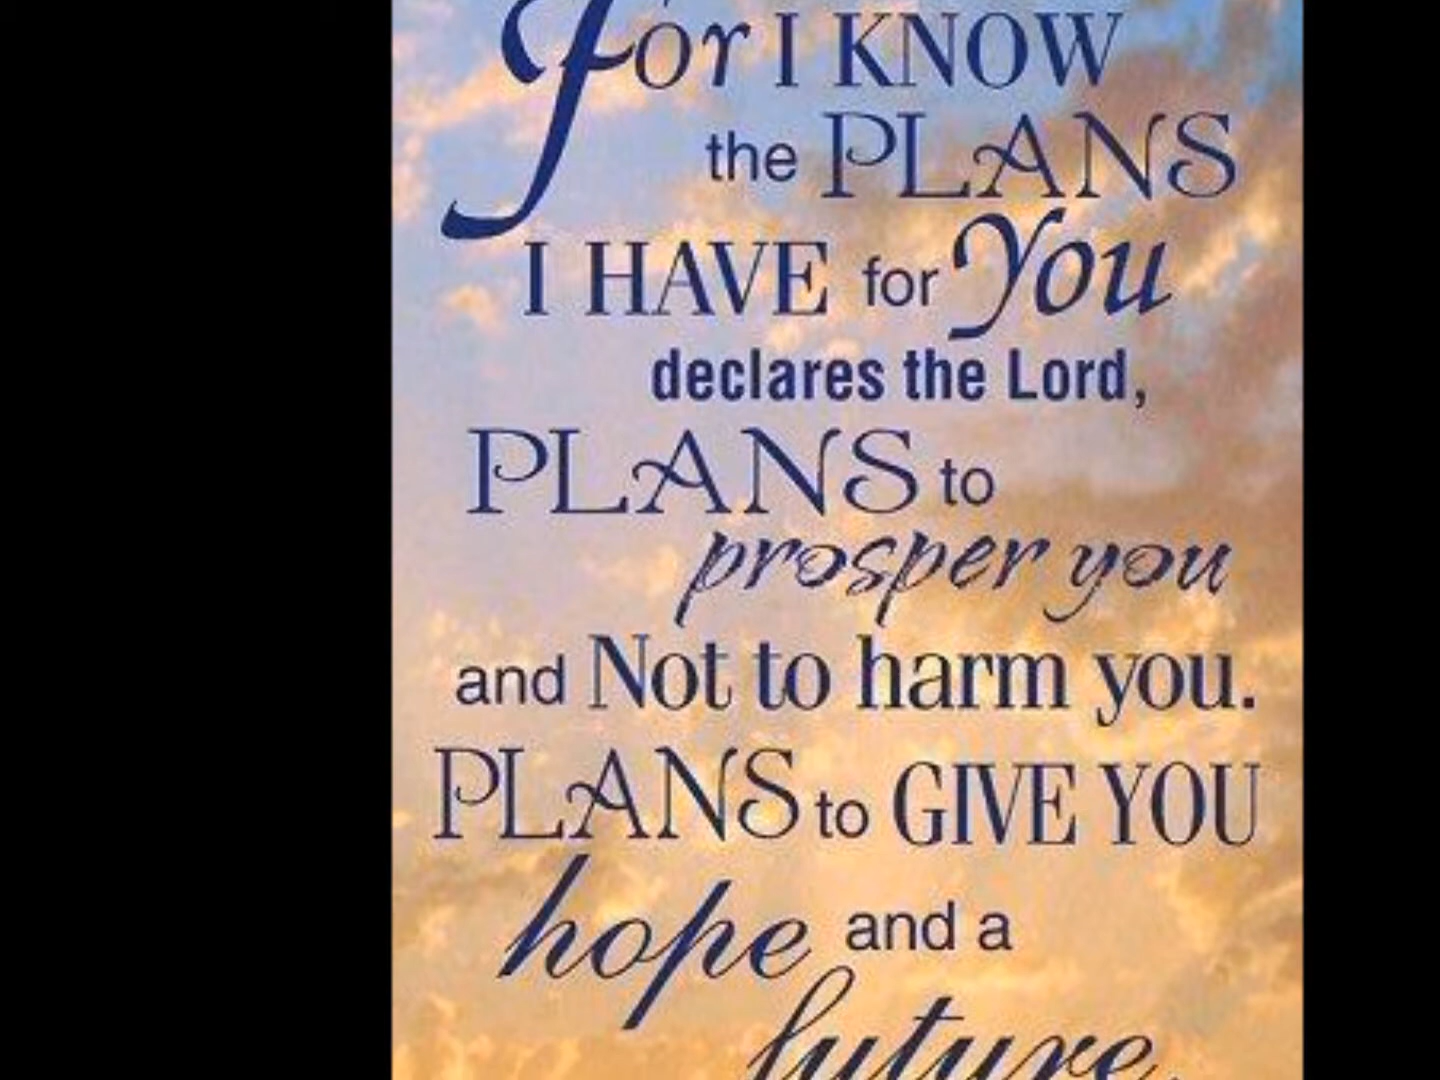 For I KNOW
the PLANS
I HAVE for You
declares the Lord,
PLANS to
prosper you
and Not to harm you.
PLANS to GIVE YOU
hope and a
future.